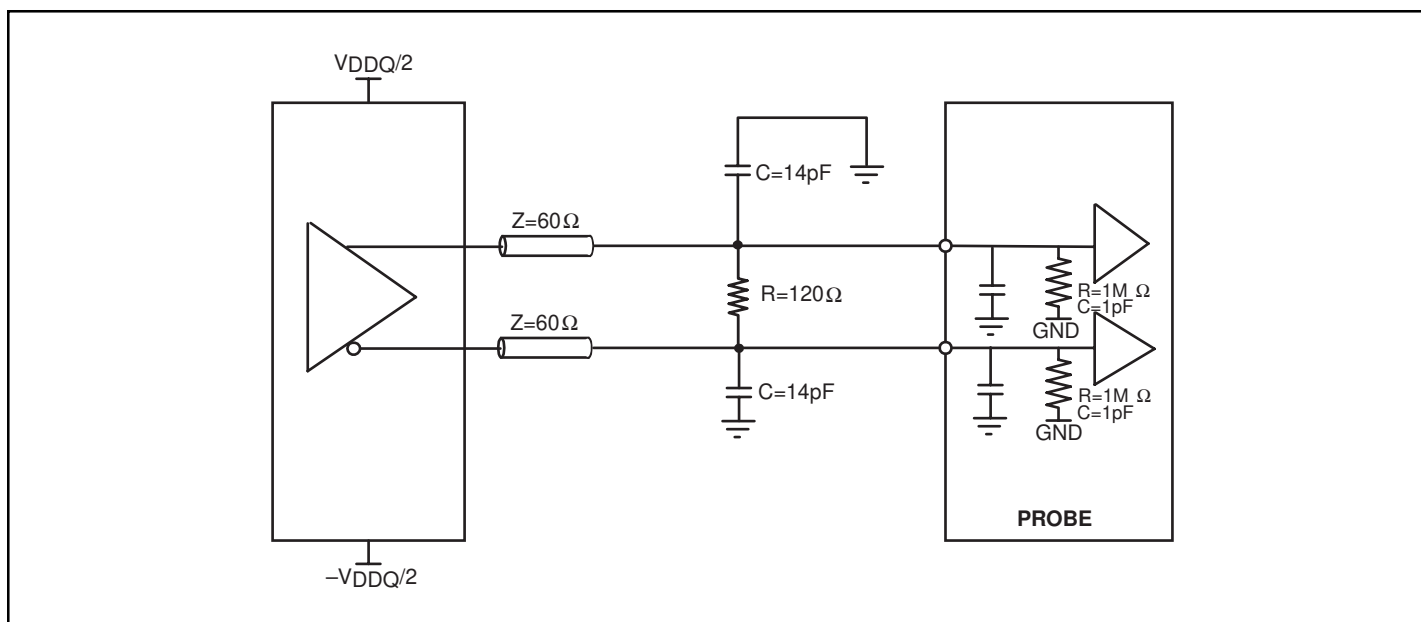 VDDQ/2
C=14pF
Z=60Ω
R=120Ω
Z=60Ω
C=14pF
R=1M Ω
C=1pF
GND
R=1M Ω
C=1pF
GND
PROBE
–VDDQ/2